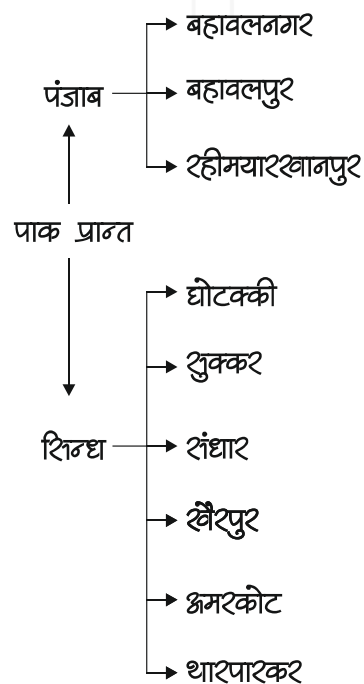 बहावलनगर
पंजाब
बहावलपुर
रहीमयारखानपुर
पाक प्रान्त
घोटक्की
सुक्कर
सिन्ध
संधार
खैरपुर
अमरकोट
थारपारकर